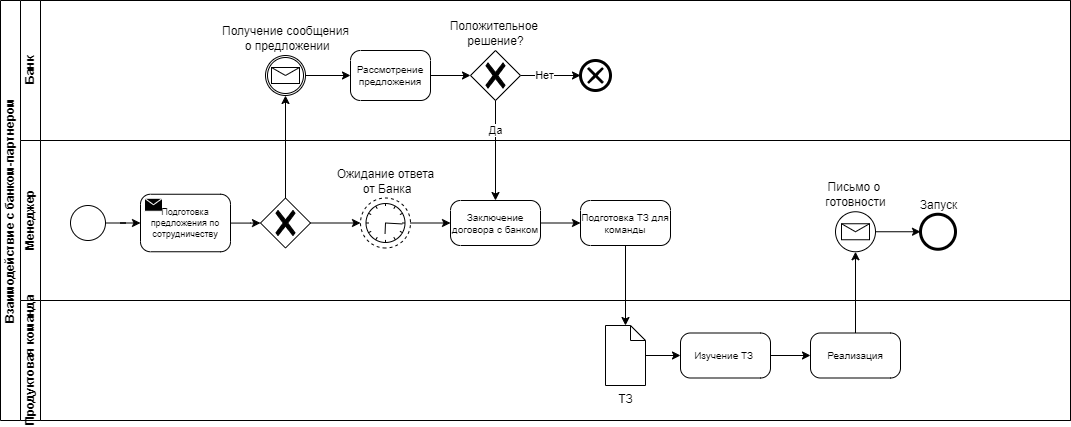 Взаимодействие с банком-партнером
Банк
Получение сообщения
о предложении
Рассмотрение
предложения
Положительное
решение?
Нет
Да
Менеджер
Подготовка
предложения по
сотрудничеству
Ожидание ответа
от Банка
Заключение
договора с банком
Подготовка ТЗ для
команды
Письмо о
готовности
Запуск
Продуктовая команда
ТЗ
Изучение ТЗ
Реализация